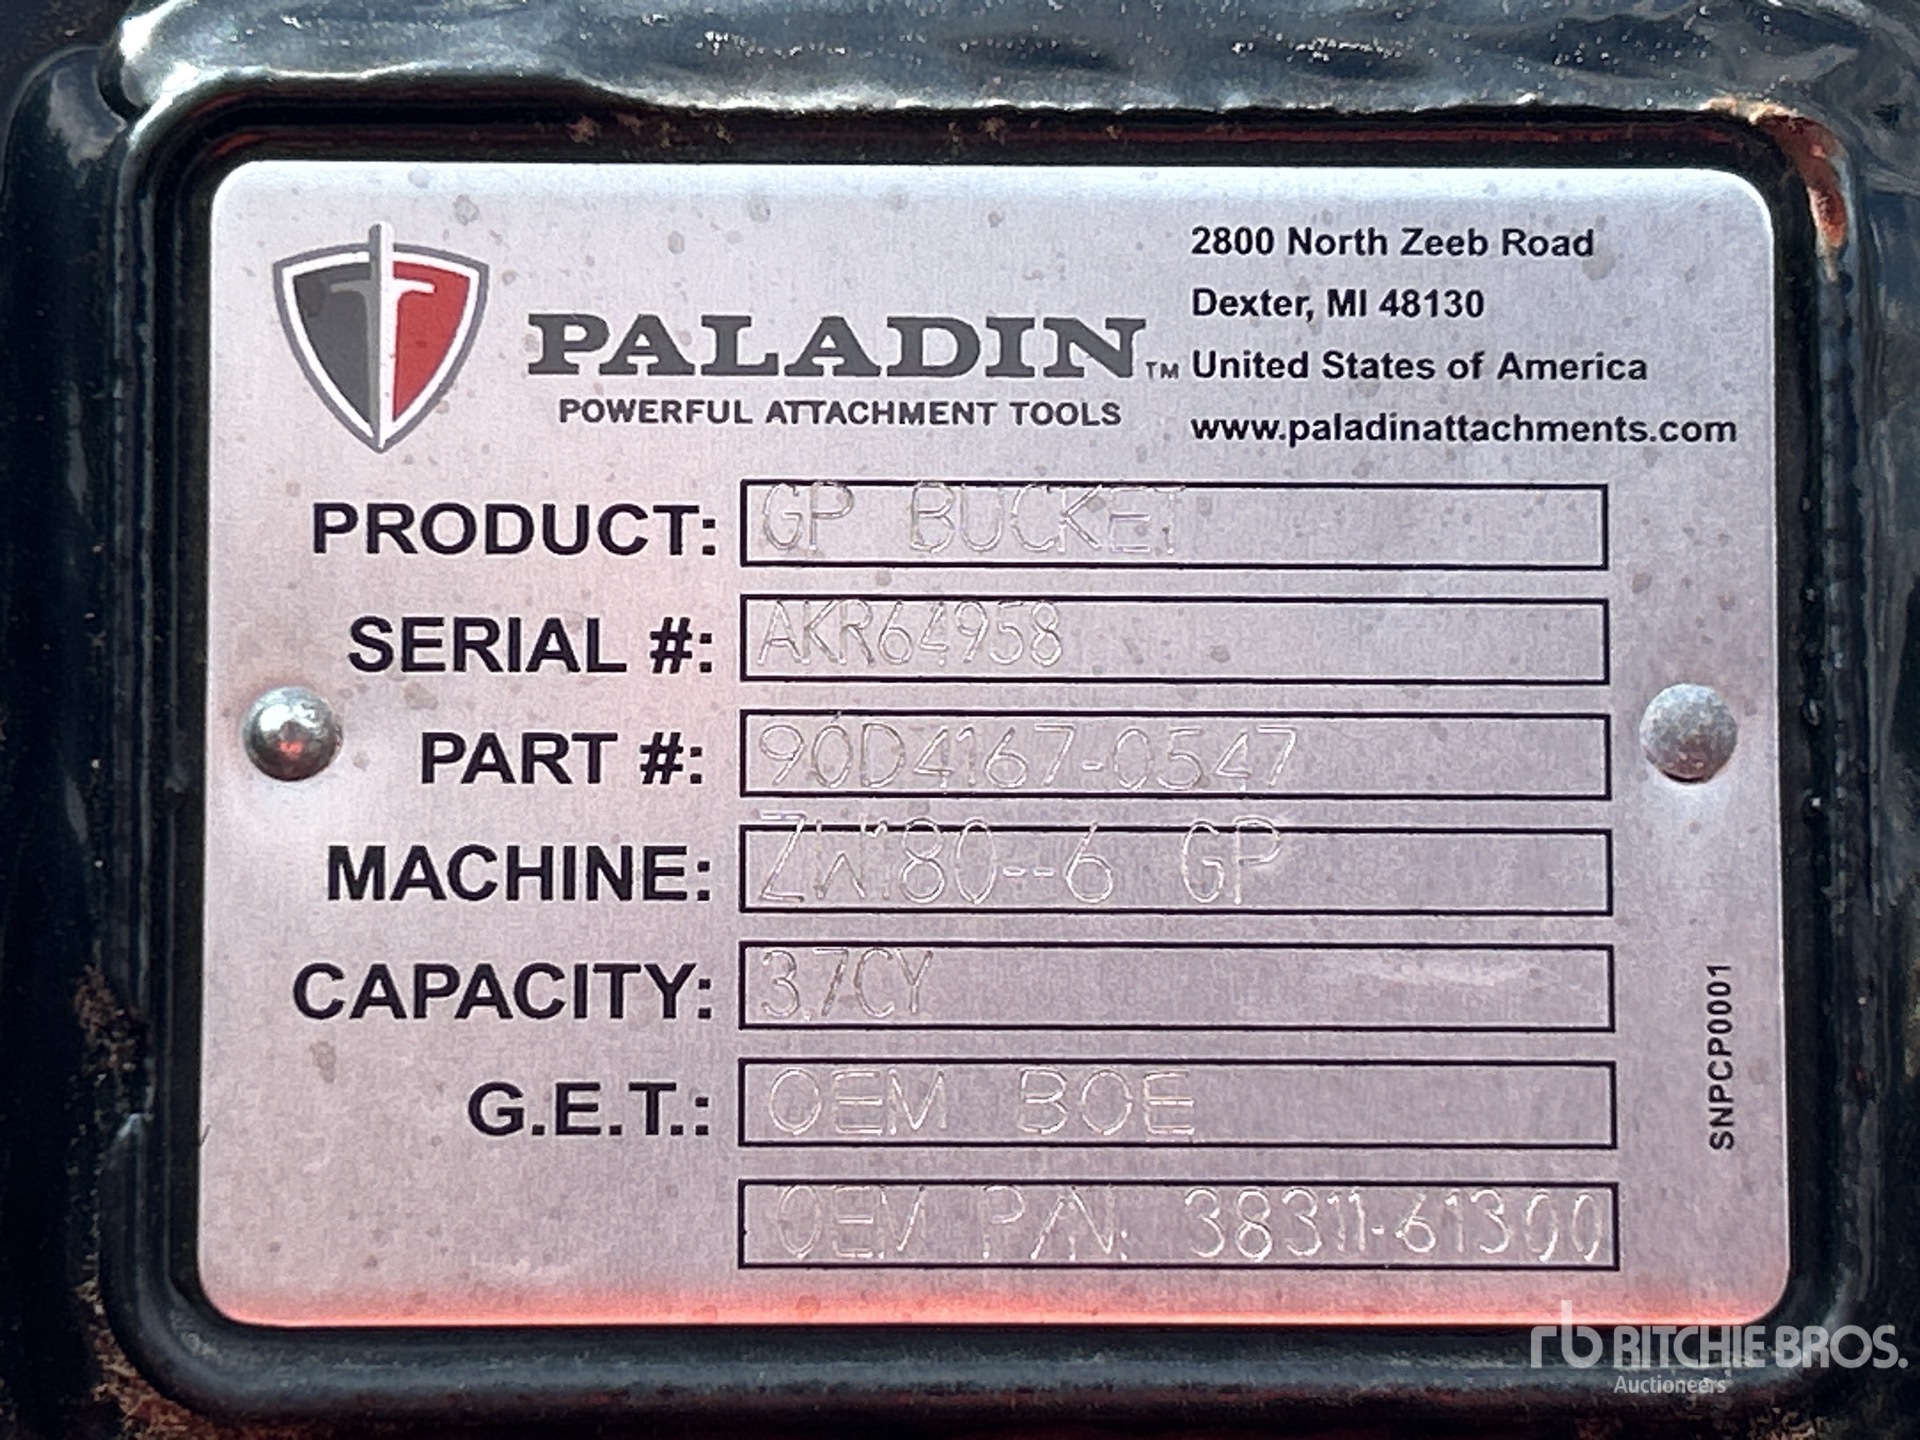 PALADIN™
POWERFUL ATTACHMENT TOOLS
2800 North Zeeb Road
Dexter, MI 48130
United States of America
www.paladinattachments.com
PRODUCT: GP BUCKET
SERIAL #: AKR64958
PART #: 90D4167-0547
MACHINE: ZW180--6 GP
CAPACITY: 3.7CY
G.E.T.: OEM BOE
OEM P/N: 38311-61300
SNPCP0001
rb RITCHIE BROS.
Auctioneers